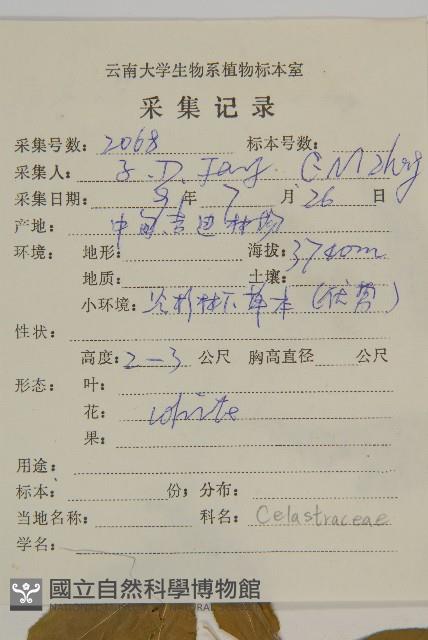 云南大学生物系植物标本室
采集记录
采集号数: 2068 标本号数:
采集人: Z. D. Jang. C M Zhng
采集日期: 年 7 月 26 日
产地: 中甸吉迪林场
环境: 地形: 海拔: 3740m
地质: 土壤:
小环境: 冷杉林下 草本 (优势)
性状:
高度: 2-3 公尺 胸高直径 公尺
形态: 叶:
花: white
果:
用途:
标本: 份; 分布:
当地名称: 科名: Celastraceae
学名:
國立自然科學博物館